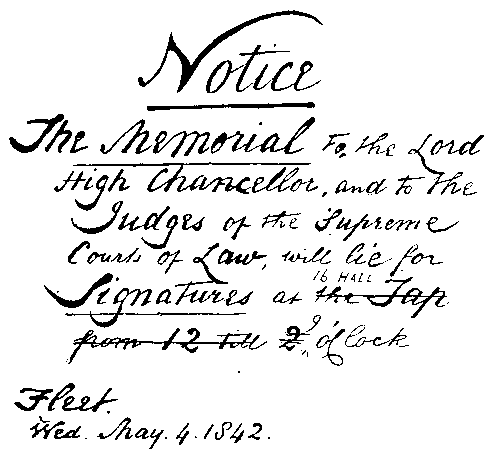 Notice
The Memorial To, the Lord
High Chancellor, and to the
Judges of the Supreme
Courts of Law, will lie for
16 HALL
Signatures at the Tap
from 12 till 2 9 o'Clock
Fleet.
Wed. May. 4. 1842.